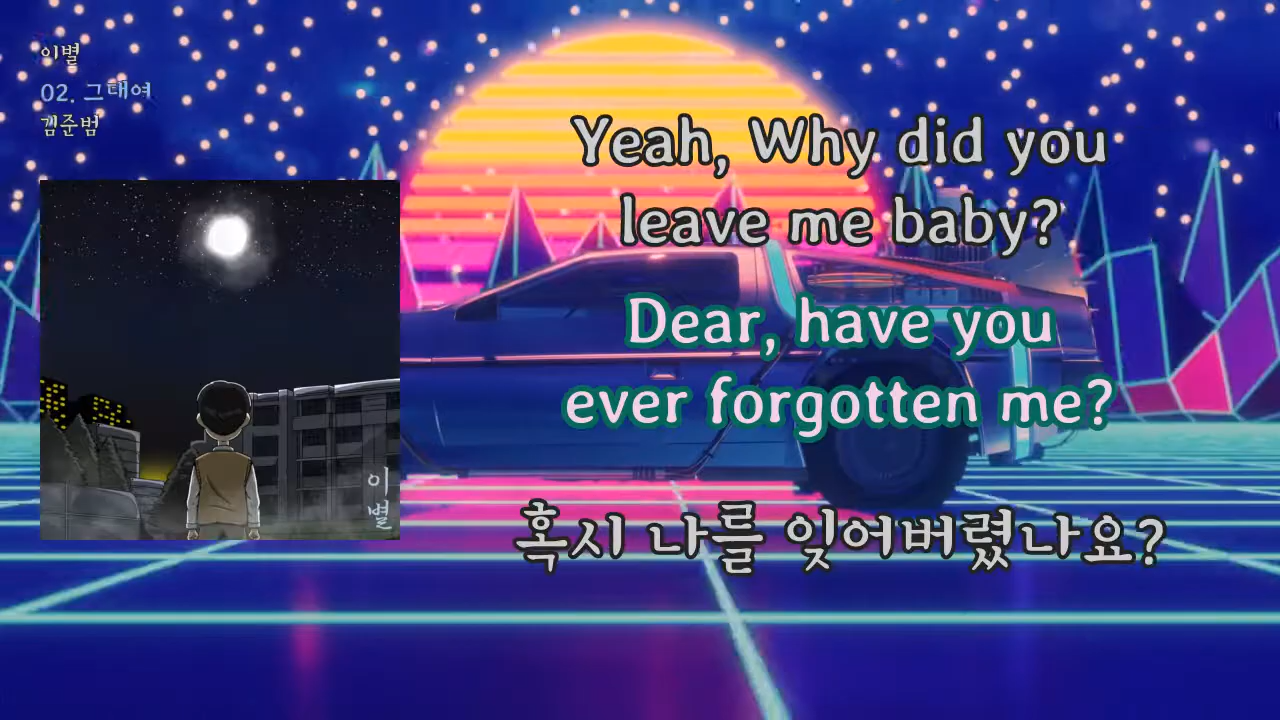 이별
02. 그대여
김준범
이
별
Yeah, Why did you
leave me baby?
Dear, have you
ever forgotten me?
혹시 나를 잊어버렸나요?